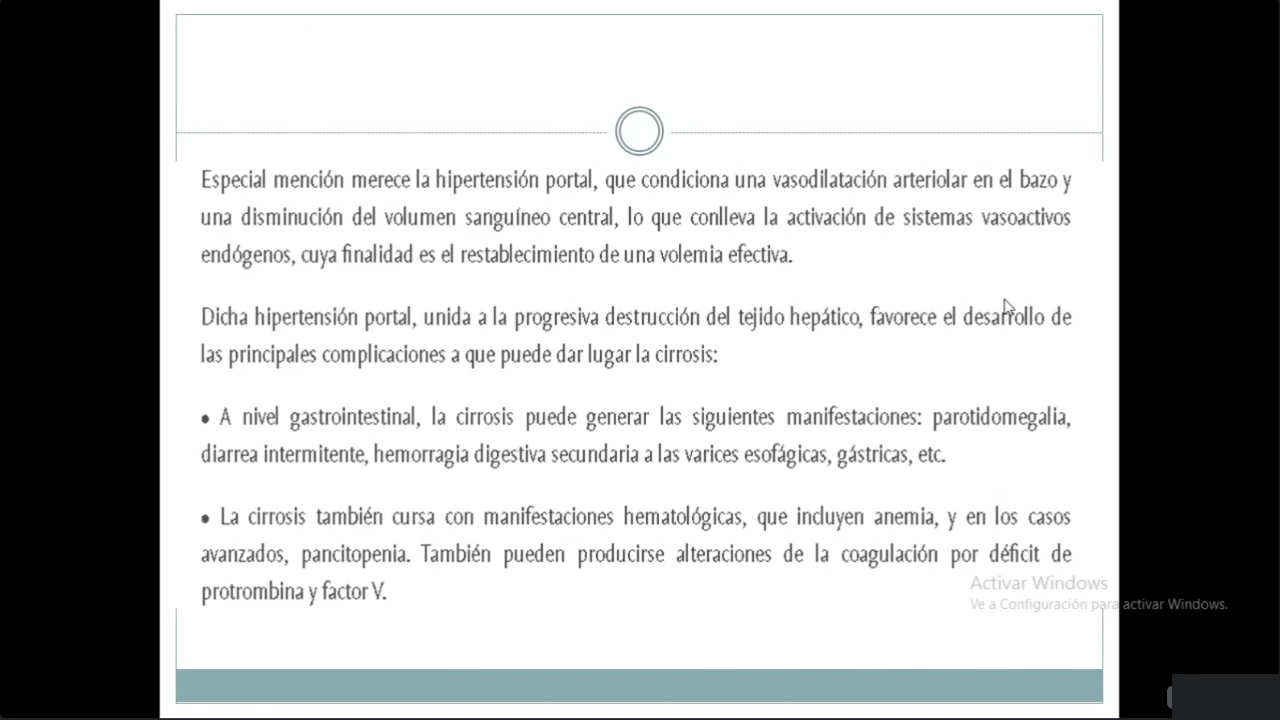 Especial mención merece la hipertensión portal, que condiciona una vasodilatación arteriolar en el bazo y
una disminución del volumen sanguíneo central, lo que conlleva la activación de sistemas vasoactivos
endógenos, cuya finalidad es el restablecimiento de una volemia efectiva.
Dicha hipertensión portal, unida a la progresiva destrucción del tejido hepático, favorece el desarrollo de
las principales complicaciones a que puede dar lugar la cirrosis:
• A nivel gastrointestinal, la cirrosis puede generar las siguientes manifestaciones: parotidomegalia,
diarrea intermitente, hemorragia digestiva secundaria a las varices esofágicas, gástricas, etc.
• La cirrosis también cursa con manifestaciones hematológicas, que incluyen anemia, y en los casos
avanzados, pancitopenia. También pueden producirse alteraciones de la coagulación por déficit de
protrombina y factor V.
Activar Windows
Ve a Configuración para activar Windows.